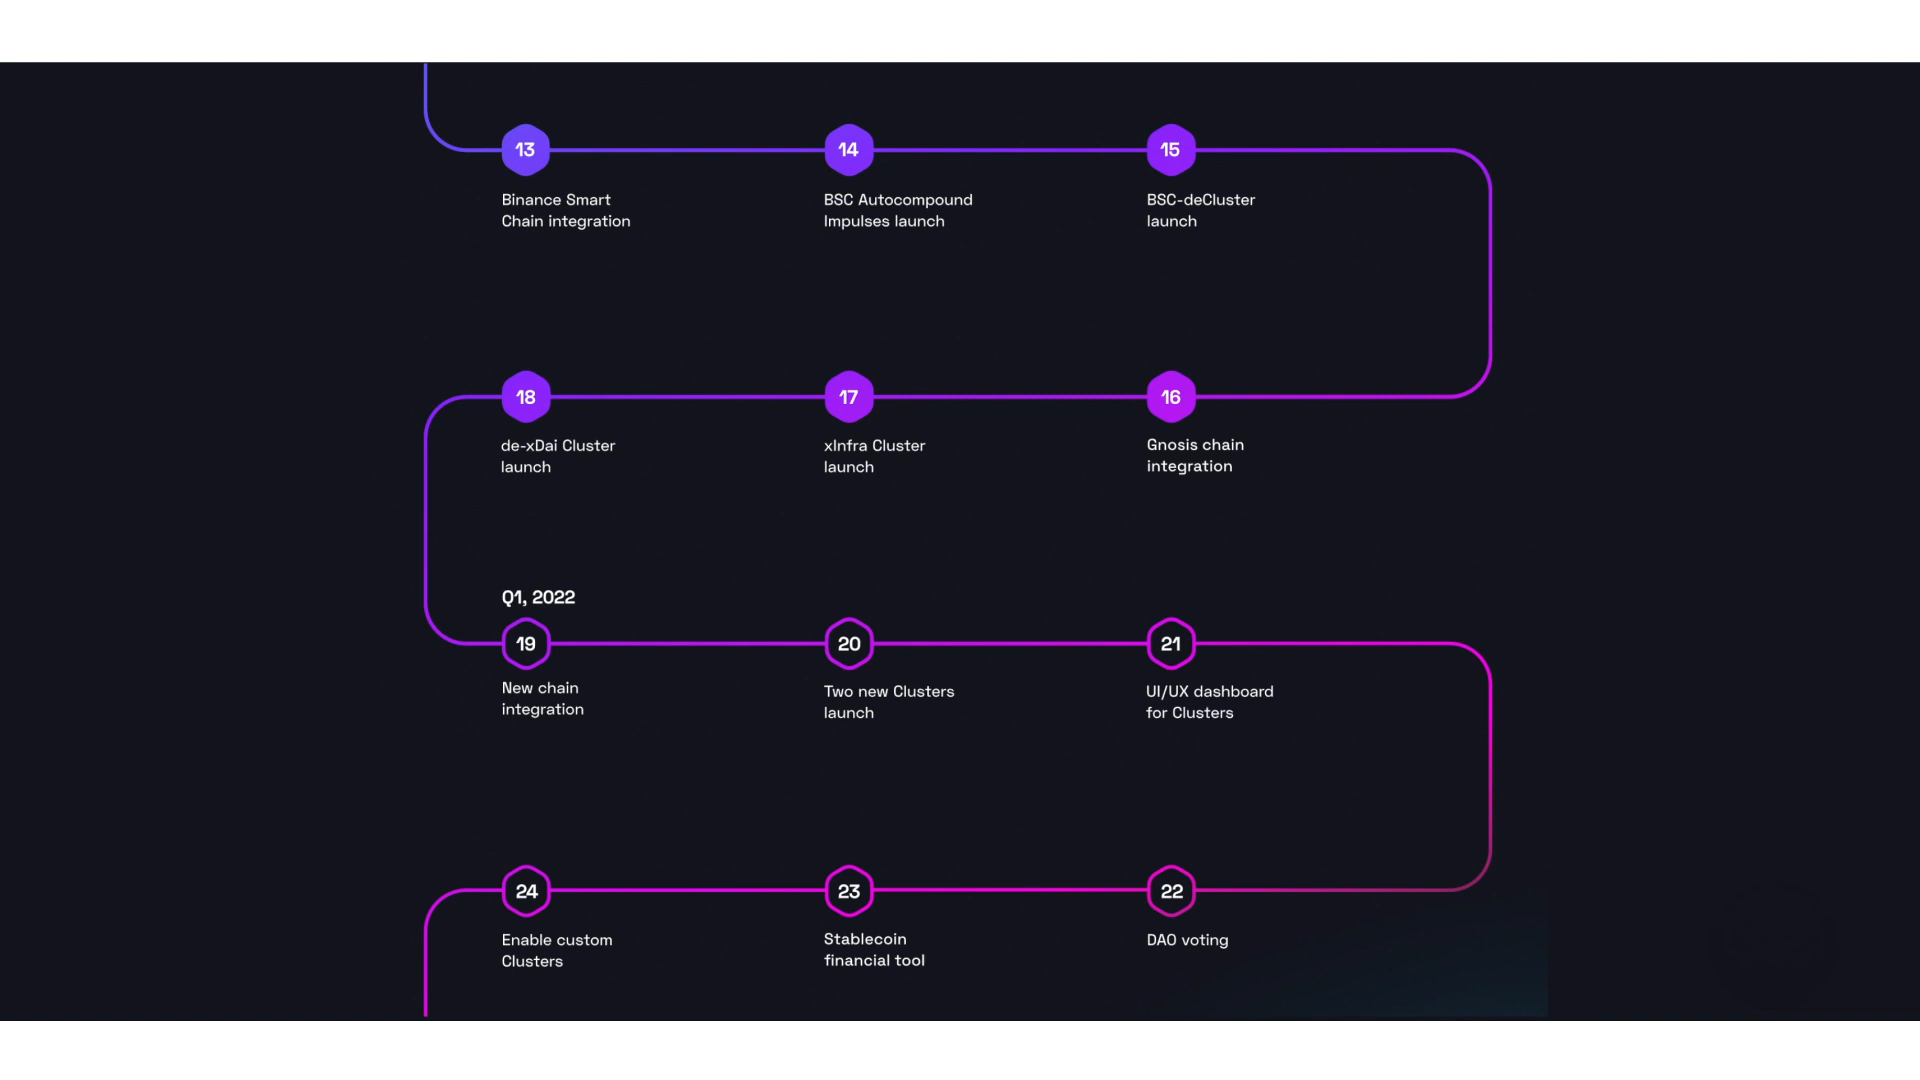 13
14
15
Binance Smart
Chain integration
BSC Autocompound
Impulses launch
BSC-deCluster
launch
18
17
16
de-xDai Cluster
launch
xInfra Cluster
launch
Gnosis chain
integration
Q1, 2022
19
20
21
New chain
integration
Two new Clusters
launch
UI/UX dashboard
for Clusters
24
23
22
Enable custom
Clusters
Stablecoin
financial tool
DAO voting